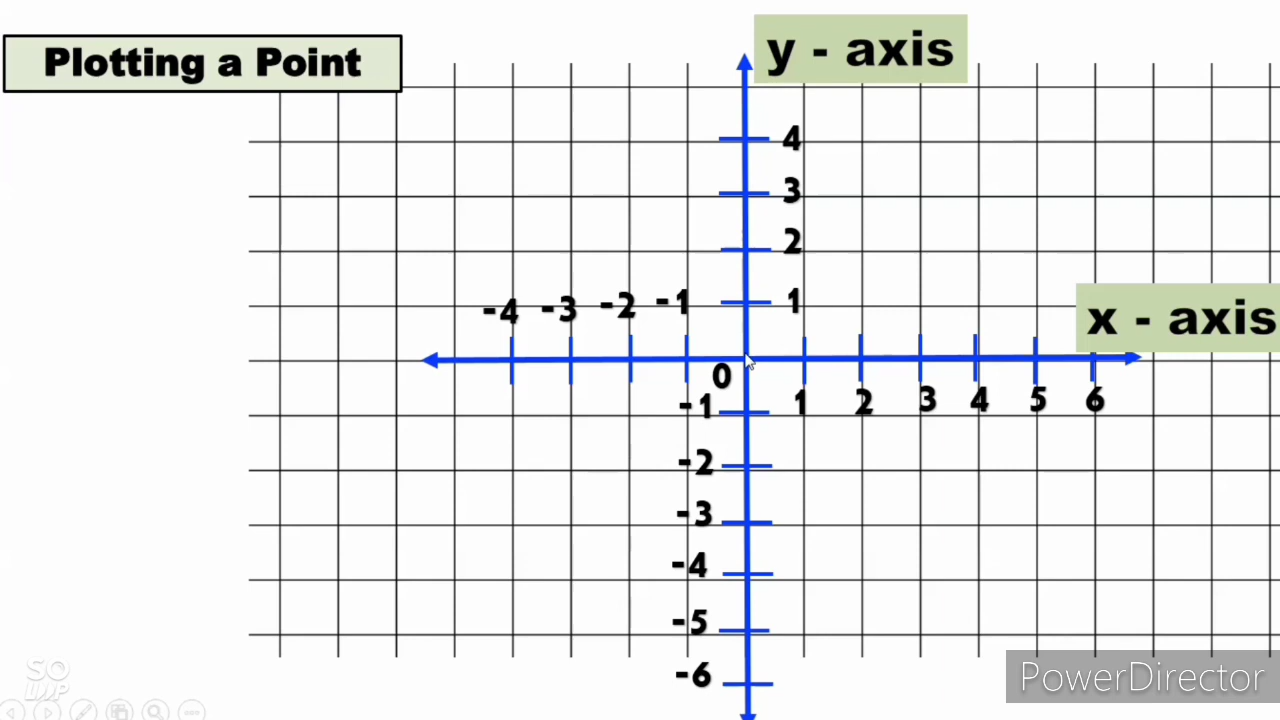 Plotting a Point
y - axis
4
3
2
1
-4 -3 -2 -1
x - axis
0
1 2 3 4 5 6
-1
-2
-3
-4
-5
-6
PowerDirector